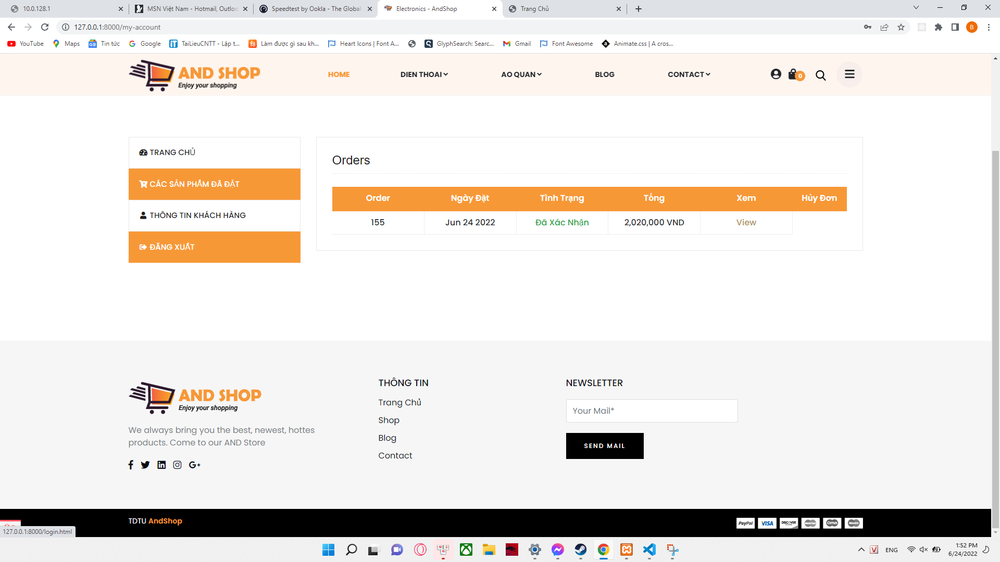 10.0.128.1
MSN Việt Nam - Hotmail, Outloo
Speedtest by Ookla - The Global
Electronics - AndShop
Trang Chủ
127.0.0.1:8000/my-account
B
YouTube
Maps
Tin tức
Google
TaiLieuCNTT - Lập t...
Làm được gì sau kh...
Heart Icons | Font A...
GlyphSearch: Searc...
Gmail
Font Awesome
Animate.css | A cros...
AND SHOP
Enjoy your shopping
HOME
DIEN THOAI
AO QUAN
BLOG
CONTACT
0
TRANG CHỦ
CÁC SẢN PHẨM ĐÃ ĐẶT
THÔNG TIN KHÁCH HÀNG
ĐĂNG XUẤT
Orders
Order Ngày Đặt Tình Trạng Tổng Xem Hủy Đơn
155 Jun 24 2022 Đã Xác Nhận 2,020,000 VND View
AND SHOP
Enjoy your shopping
We always bring you the best, newest, hottes
products. Come to our AND Store
THÔNG TIN
Trang Chủ
Shop
Blog
Contact
NEWSLETTER
Your Mail*
SEND MAIL
TDTU AndShop
PayPal VISA DISCOVER MasterCard Cirrus Maestro
127.0.0.1:8000/login.html
ENG
1:52 PM
6/24/2022